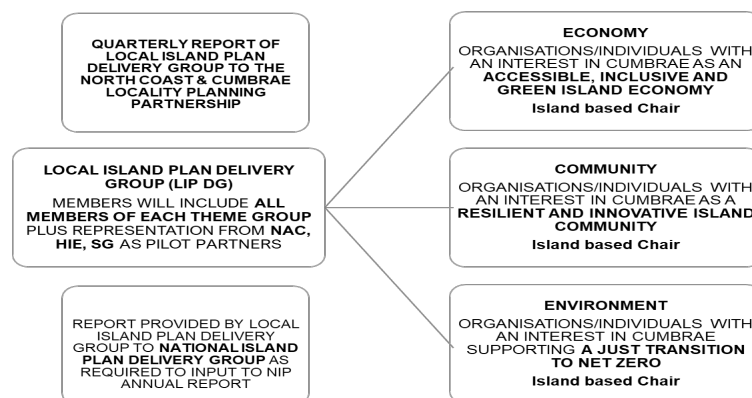 QUARTERLY REPORT OF
LOCAL ISLAND PLAN
DELIVERY GROUP TO THE
NORTH COAST & CUMBRAE
LOCALITY PLANNING
PARTNERSHIP
LOCAL ISLAND PLAN DELIVERY
GROUP (LIP DG)
MEMBERS WILL INCLUDE ALL
MEMBERS OF EACH THEME GROUP
PLUS REPRESENTATION FROM NAC,
HIE, SG AS PILOT PARTNERS
REPORT PROVIDED BY LOCAL
ISLAND PLAN DELIVERY
GROUP TO NATIONAL ISLAND
PLAN DELIVERY GROUP AS
REQUIRED TO INPUT TO NIP
ANNUAL REPORT
ECONOMY
ORGANISATIONS/INDIVIDUALS WITH
AN INTEREST IN CUMBRAE AS AN
ACCESSIBLE, INCLUSIVE AND
GREEN ISLAND ECONOMY
Island based Chair
COMMUNITY
ORGANISATIONS/INDIVIDUALS WITH
AN INTEREST IN CUMBRAE AS A
RESILIENT AND INNOVATIVE ISLAND
COMMUNITY
Island based Chair
ENVIRONMENT
ORGANISATIONS/INDIVIDUALS WITH
AN INTEREST IN CUMBRAE
SUPPORTING A JUST TRANSITION
TO NET ZERO
Island based Chair